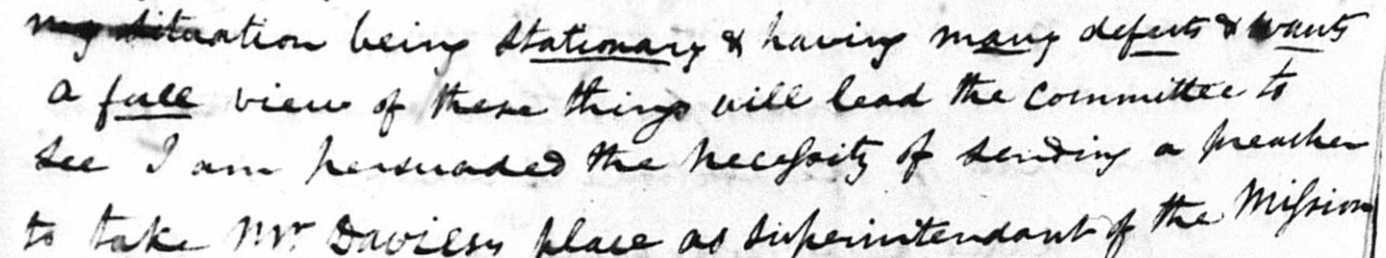 my situation being stationary & having many defects & wants
a full view of these things will lead the committee to
see I am persuaded the necessity of sending a preacher
to take Mr Davies's place as superintendant of the Mission